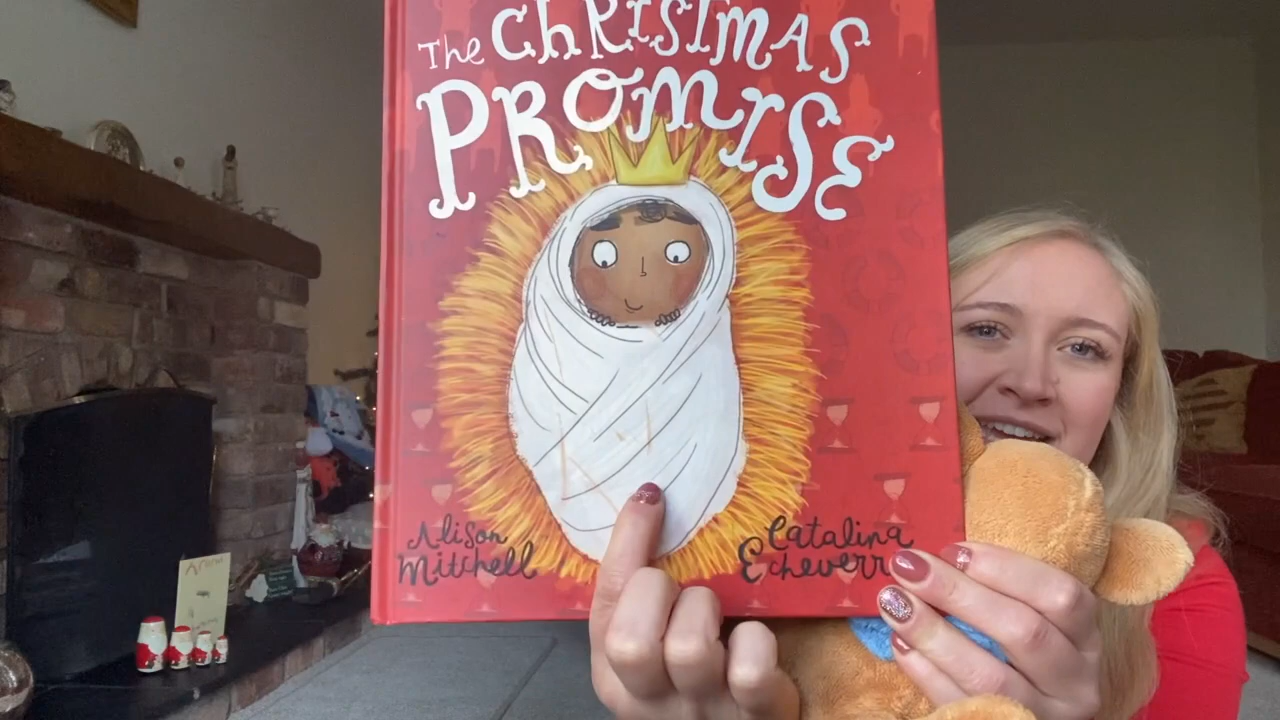 The CHRISTMAS
PROMISE
Alison
Mitchell
Catalina
Echeverr